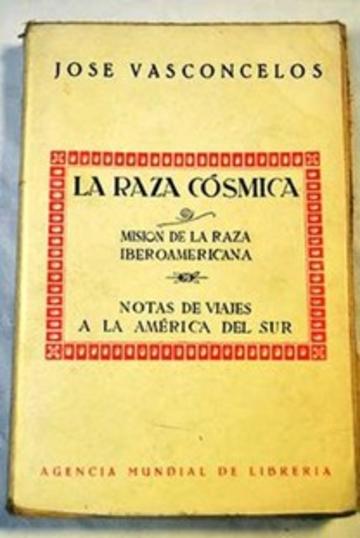 JOSE VASCONCELOS
LA RAZA CÓSMICA
MISION DE LA RAZA
IBEROAMERICANA
NOTAS DE VIAJES
A LA AMÉRICA DEL SUR
AGENCIA MUNDIAL DE LIBRERIA